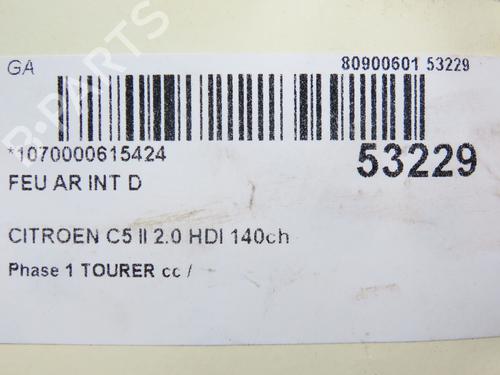 GA
80900601 53229
*1070000615424
53229
FEU AR INT D
CITROEN C5 II 2.0 HDI 140ch
Phase 1 TOURER cc /